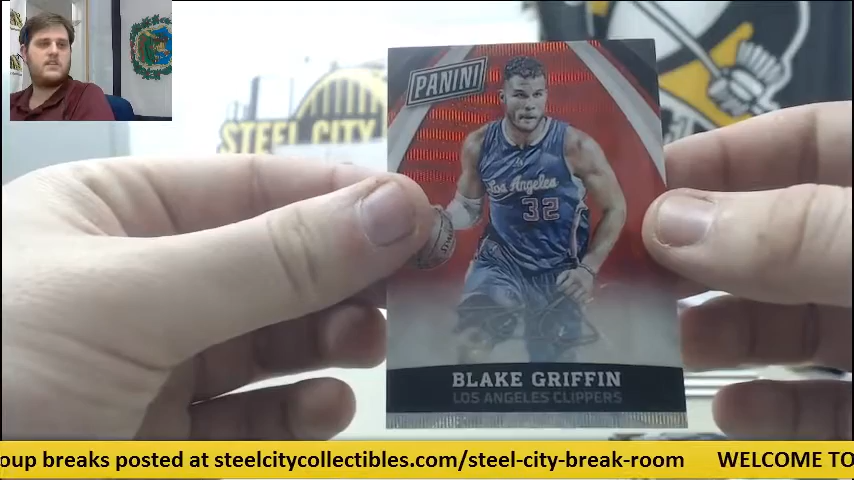 PANINI
STEEL CITY
Los Angeles
32
BLAKE GRIFFIN
LOS ANGELES CLIPPERS
oup breaks posted at steelcitycollectibles.com/steel-city-break-room WELCOME TO